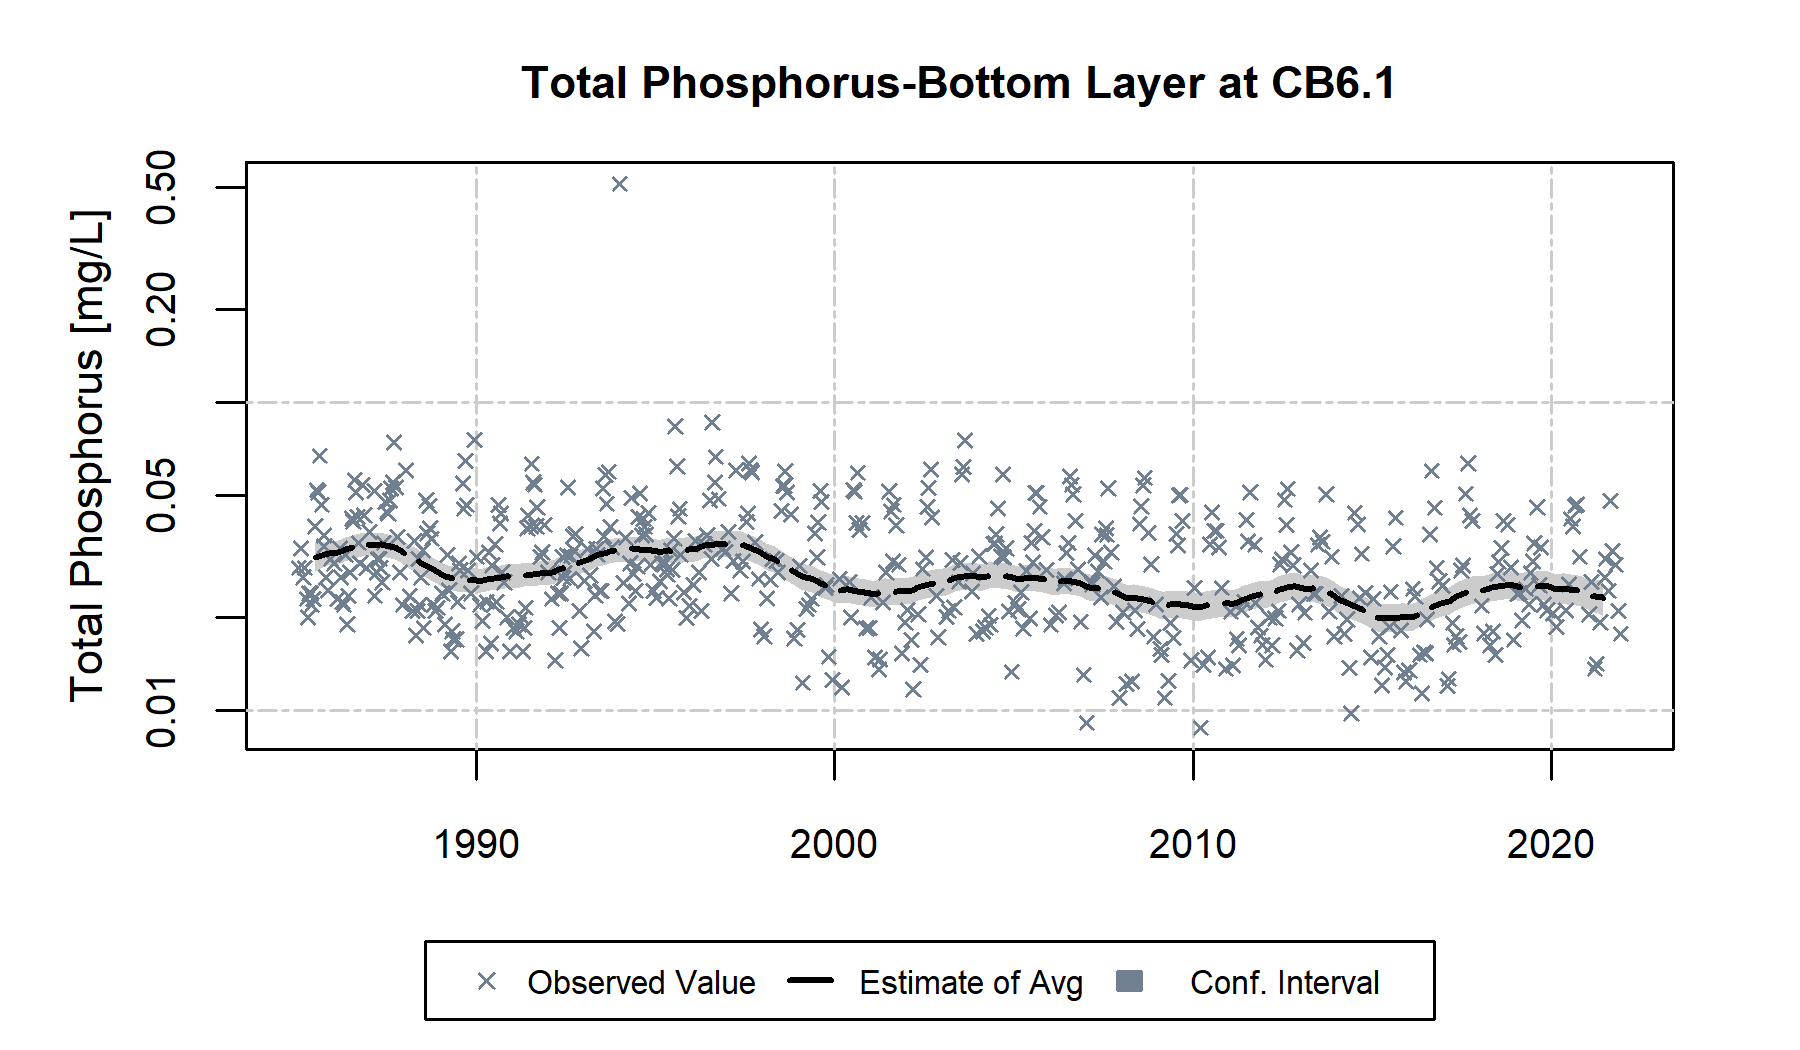 Total Phosphorus-Bottom Layer at CB6.1
Total Phosphorus [mg/L]
0.50
0.20
0.05
0.01
1990 2000 2010 2020
Observed Value Estimate of Avg Conf. Interval